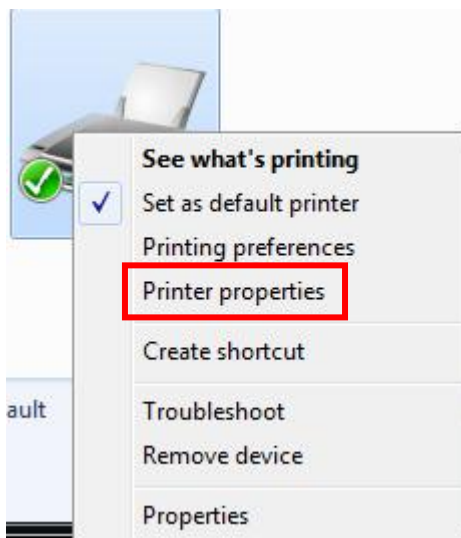 See what's printing
Set as default printer
Printing preferences
Printer properties
Create shortcut
ault
Troubleshoot
Remove device
Properties